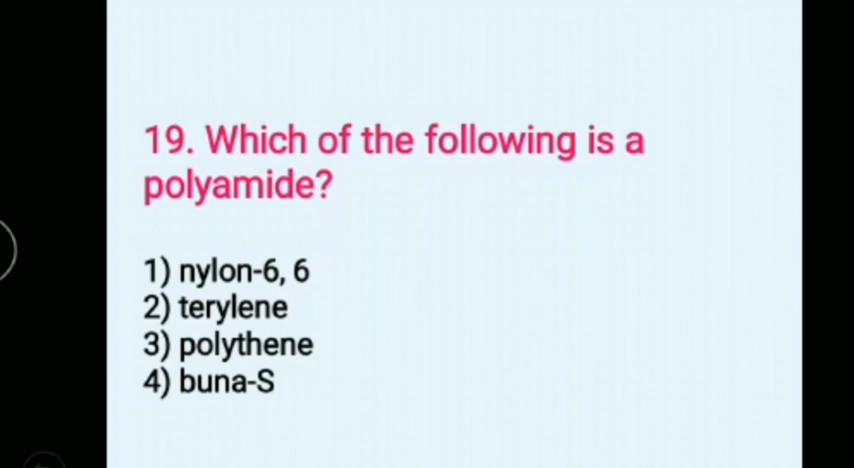 19. Which of the following is a
polyamide?
1) nylon-6, 6
2) terylene
3) polythene
4) buna-S